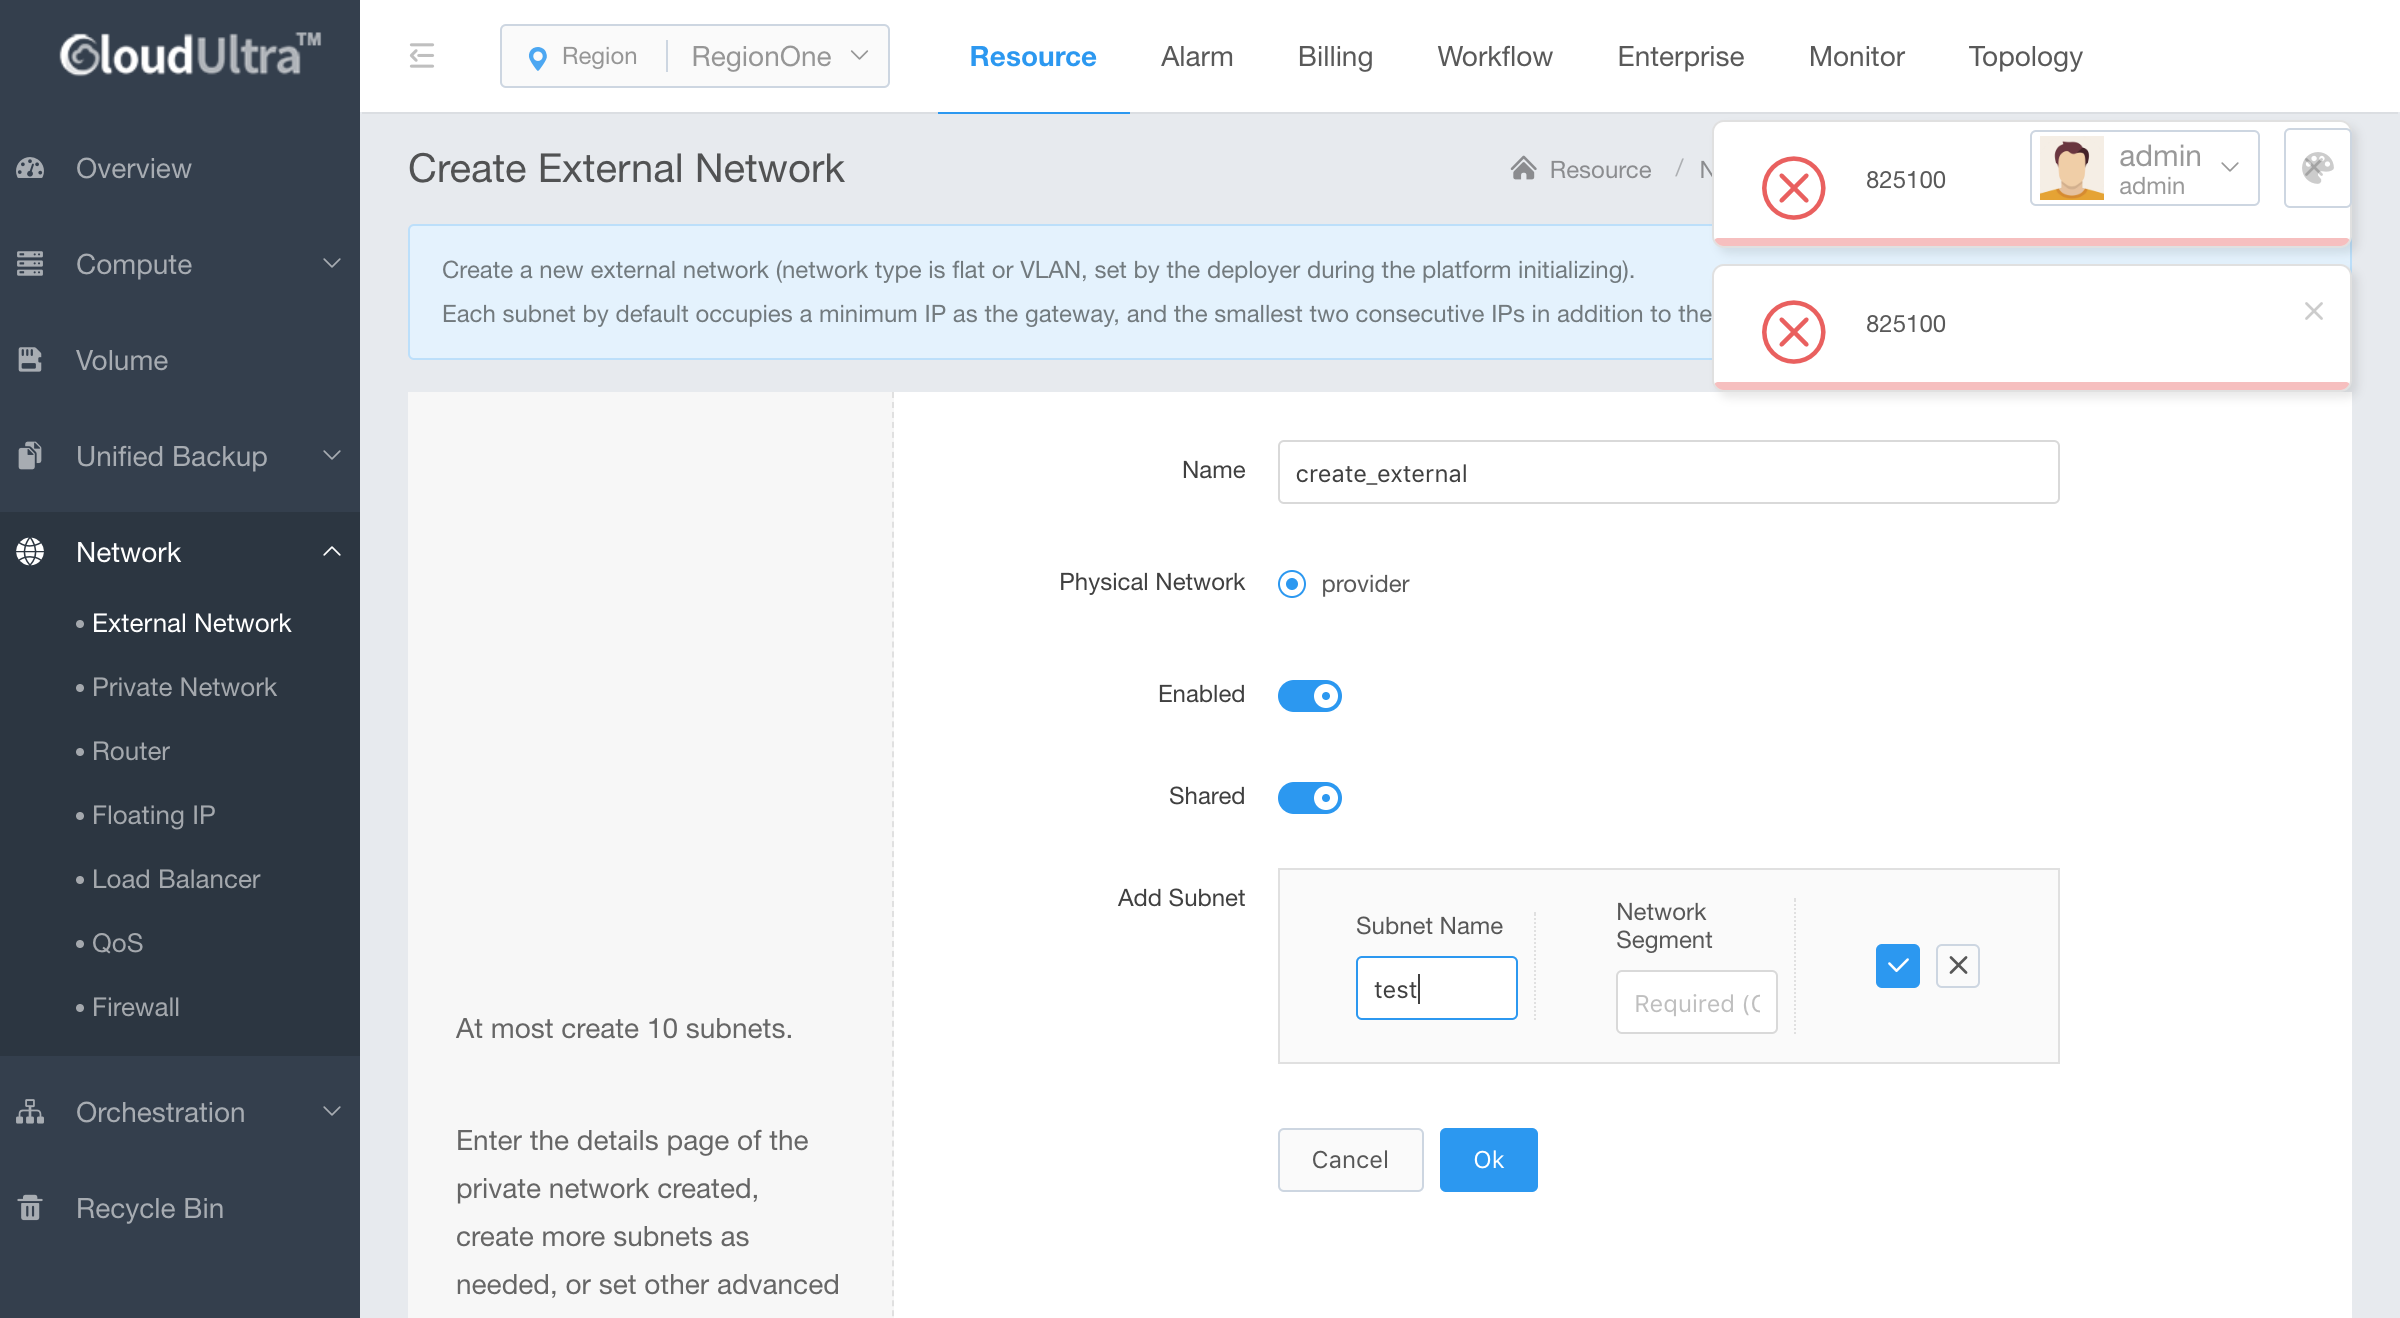 CloudUltra™
Region
RegionOne
Resource
Alarm
Billing
Workflow
Enterprise
Monitor
Topology
Overview
Compute
Volume
Unified Backup
Network
• External Network
• Private Network
• Router
• Floating IP
• Load Balancer
• QoS
• Firewall
Orchestration
Recycle Bin
Create External Network
Resource / N
825100
admin
admin
825100
Create a new external network (network type is flat or VLAN, set by the deployer during the platform initializing).
Each subnet by default occupies a minimum IP as the gateway, and the smallest two consecutive IPs in addition to the
Name
create_external
Physical Network
provider
Enabled
Shared
Add Subnet
Subnet Name
test
Network
Segment
Required (C
Cancel
Ok
At most create 10 subnets.
Enter the details page of the
private network created,
create more subnets as
needed, or set other advanced